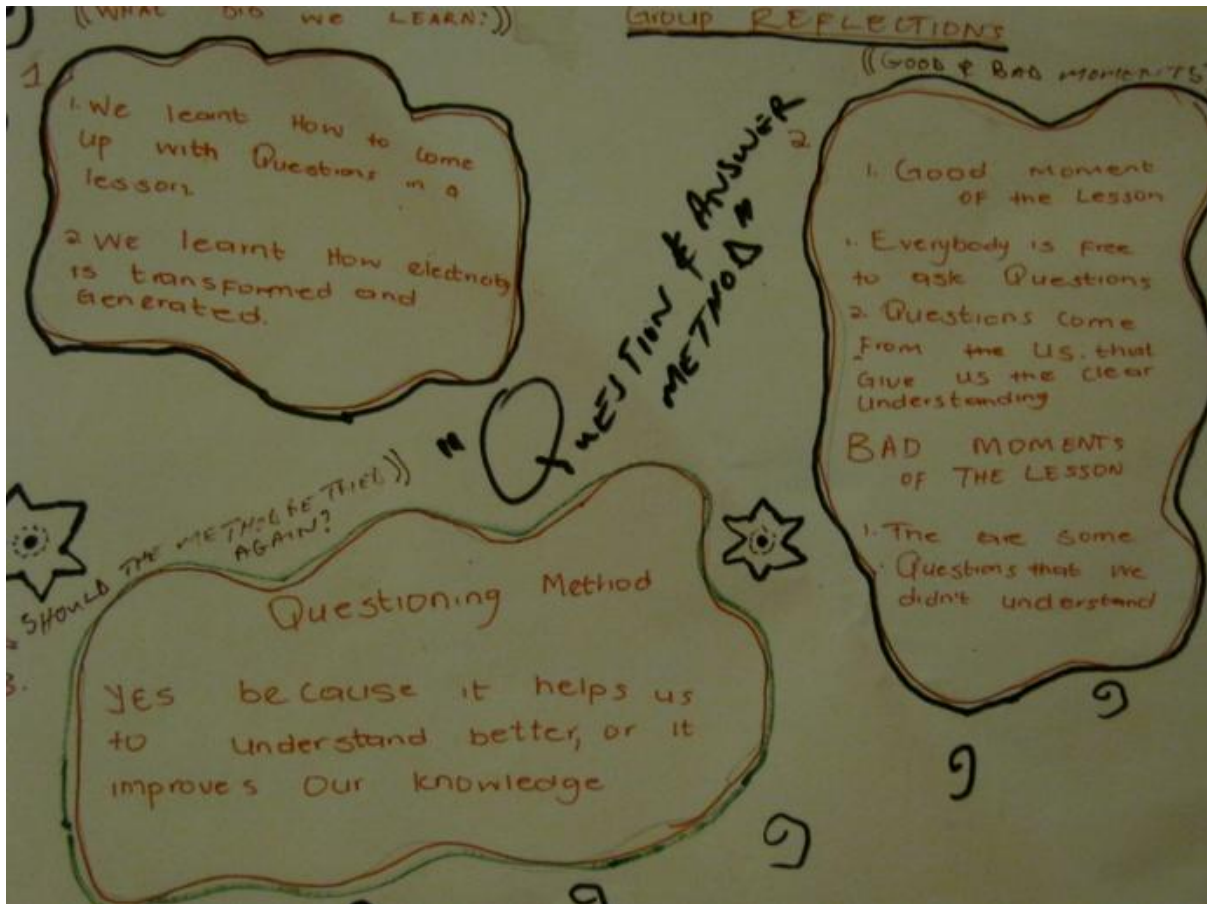 ((WHAT DID WE LEARN?))
1
1. We learnt How to come
up with Questions in a
lesson
2 We learnt How electricity
is transformed and
Generated.
Group REFLECTIONS
((GOOD & BAD MOMENTS
2.
1. Good moment
OF the Lesson
1. Everybody is free
to ask Questions
2. Questions come
From the US. that
Give us the clear
Understanding
BAD MOMENTS
OF THE LESSON
1. The are some
Questions that we
didn't understand
"QUESTION & ANSWER
METHOD"
SHOULD THE METHOD BE TRIED))
AGAIN?
3.
Questioning Method
YES because it helps us
to understand better, or it
improves Our knowledge